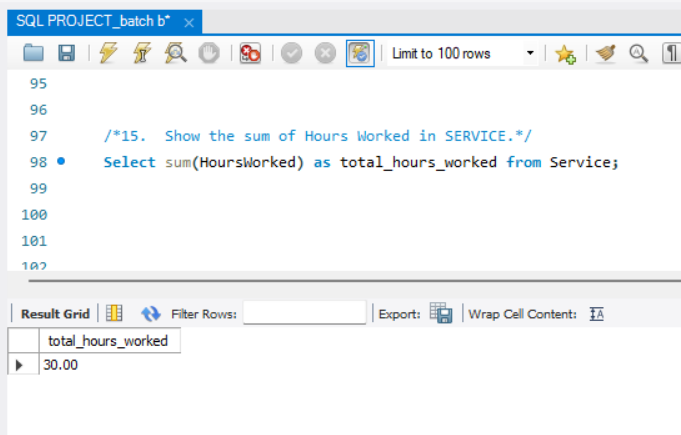 SQL PROJECT_batch b* ×
Limit to 100 rows
95
96
97 /*15.  Show the sum of Hours Worked in SERVICE.*/
98 Select sum(HoursWorked) as total_hours_worked from Service;
99
100
101
102
Result Grid Filter Rows: Export: Wrap Cell Content: IA
total_hours_worked
30.00